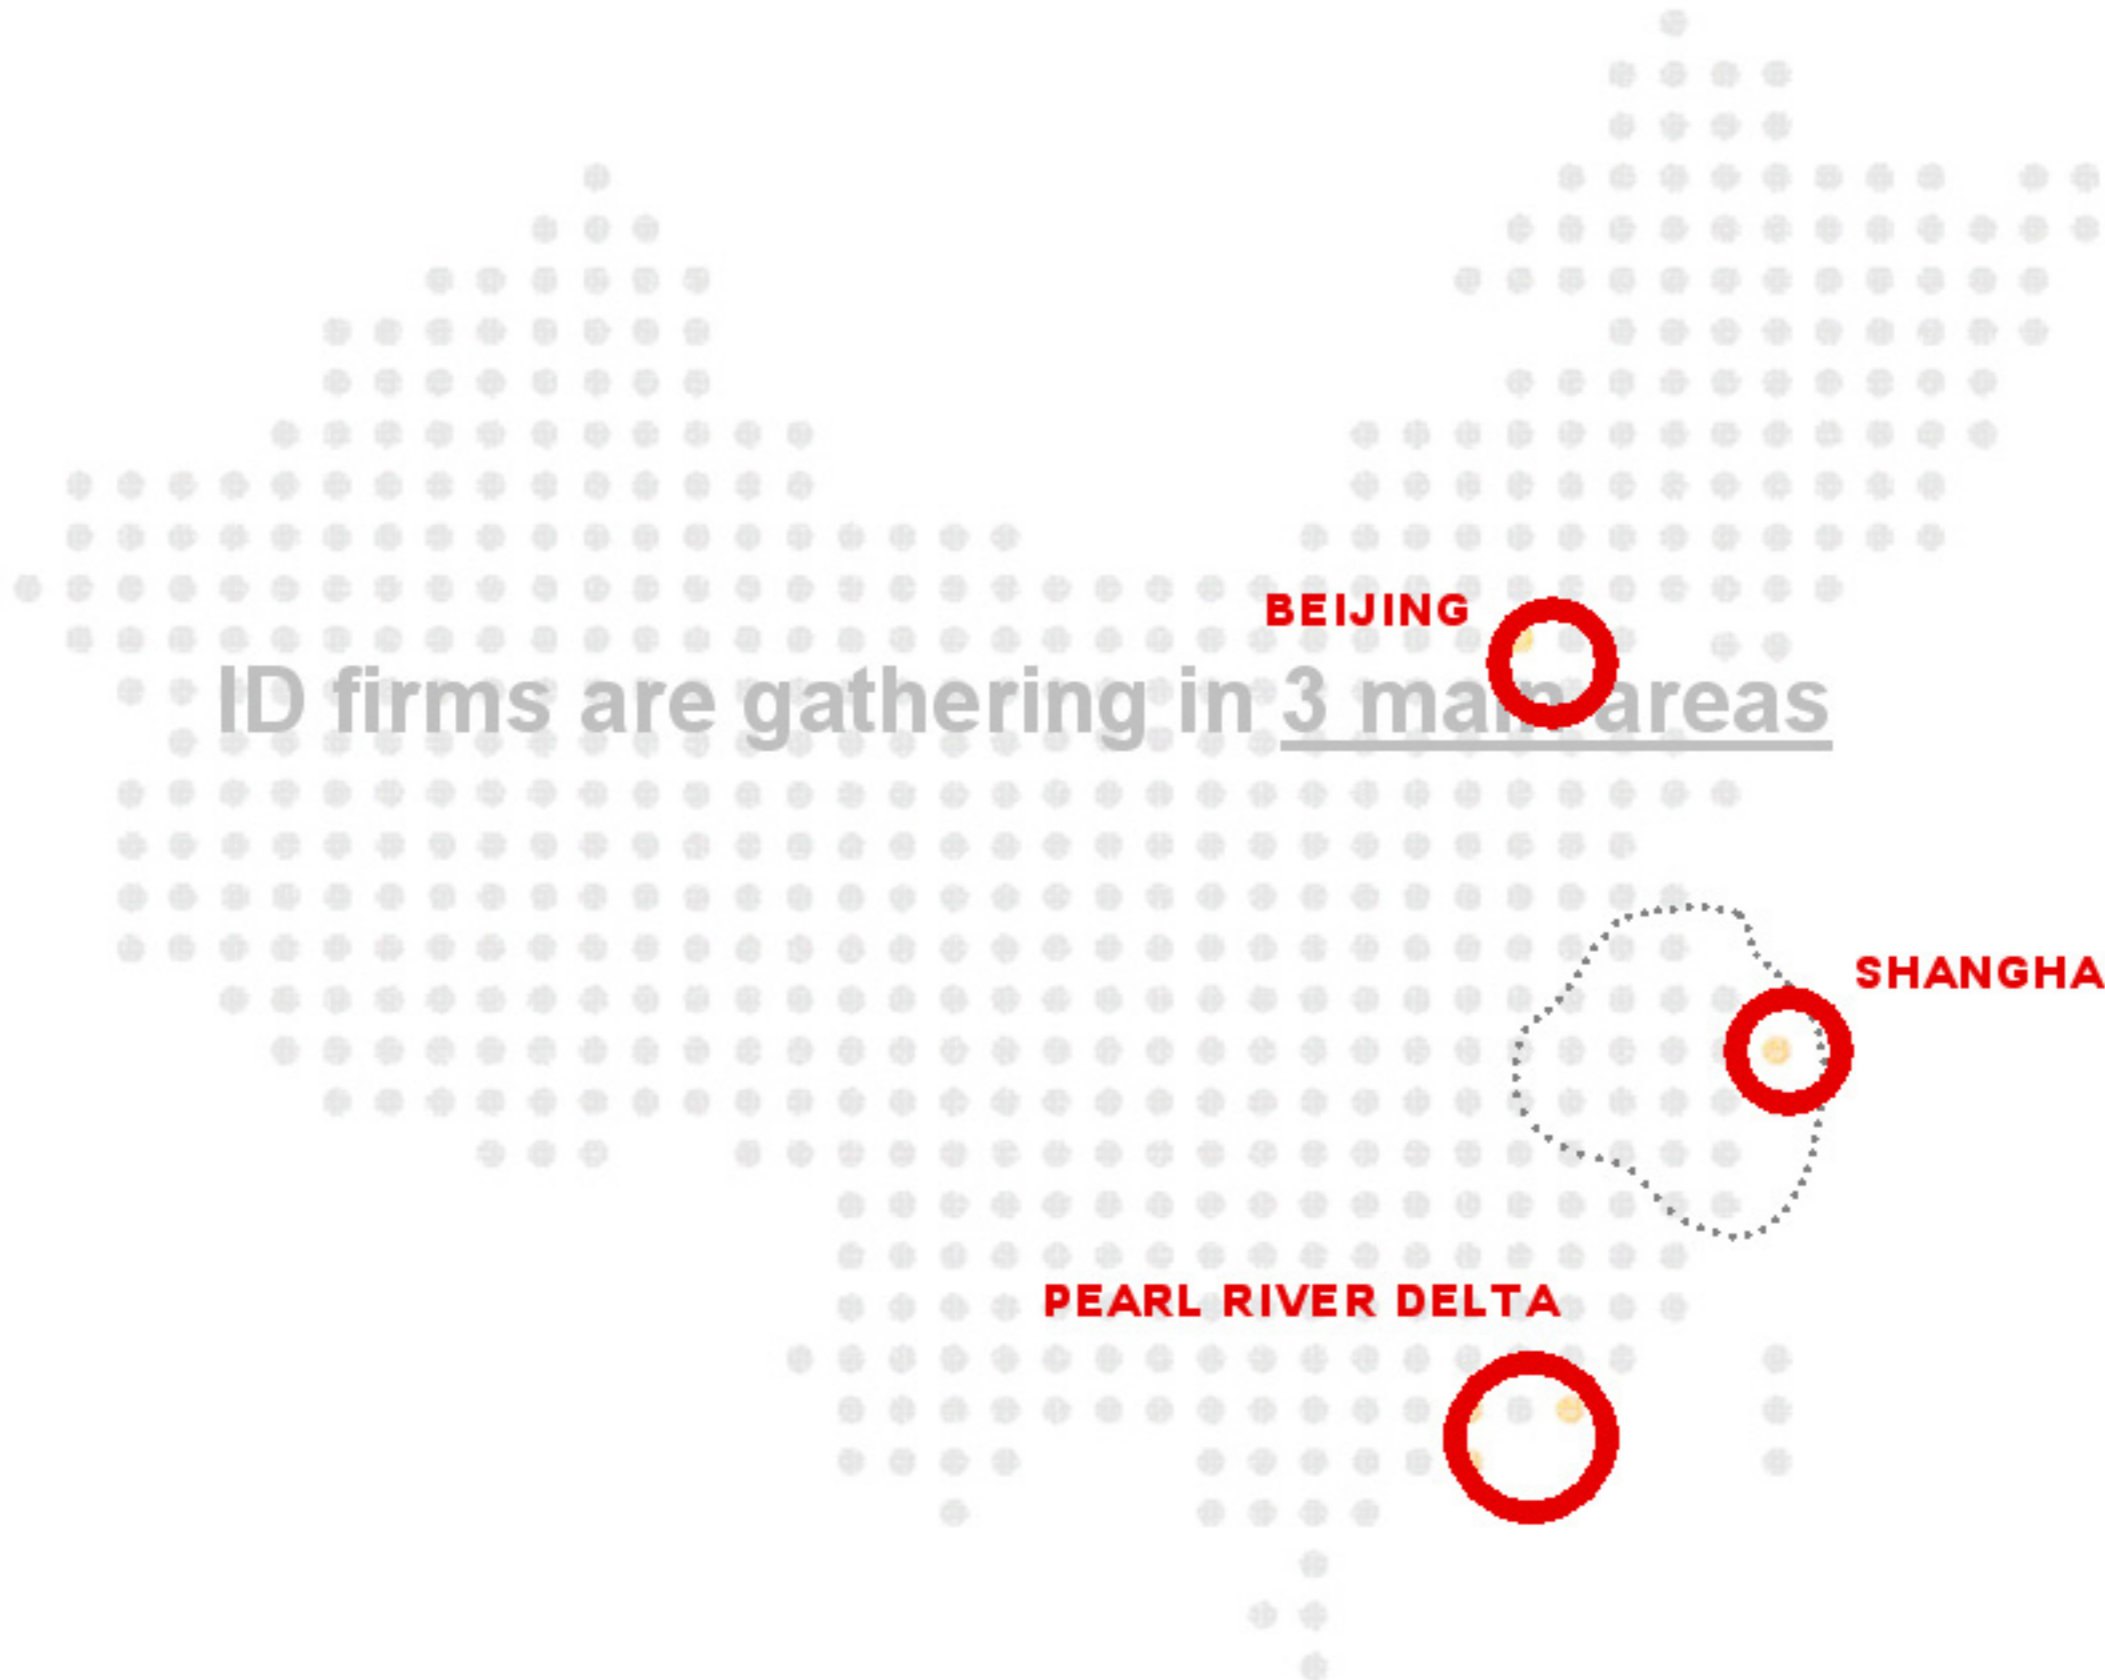 BEIJING
ID firms are gathering in 3 main areas
SHANGHA
PEARL RIVER DELTA